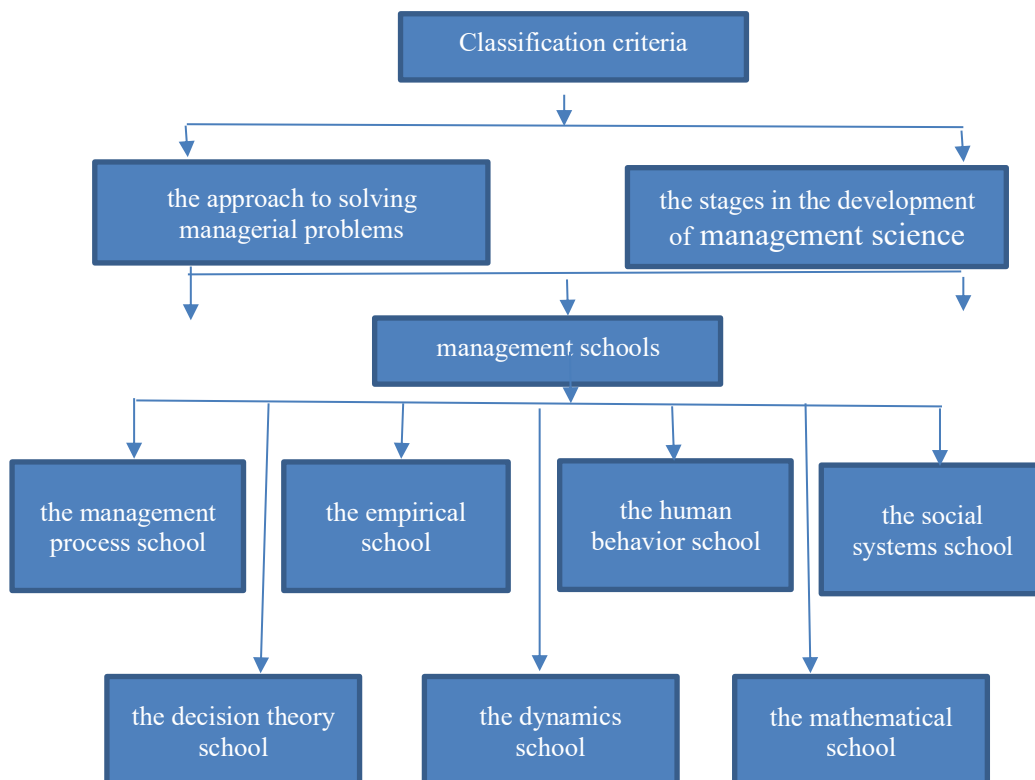 Classification criteria
the approach to solving
managerial problems
the stages in the development
of management science
management schools
the management
process school
the empirical
school
the human
behavior school
the social
systems school
the decision theory
school
the dynamics
school
the mathematical
school